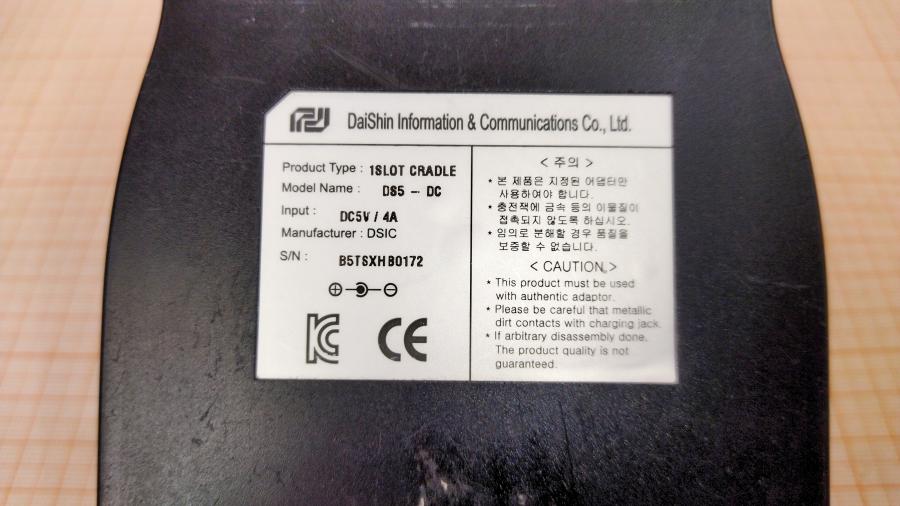 DaiShin Information & Communications Co., Ltd.
Product Type : 1SLOT CRADLE
Model Name : DS5 - DC
Input : DC5V / 4A
Manufacturer : DSIC
S/N : B5TSXHB0172
CE
< 주의 >
* 본 제품은 지정된 어댑터만
사용하여야 합니다.
* 충전잭에 금속 등의 이물질이
접촉되지 않도록 하십시오.
* 임의로 분해할 경우 품질을
보증할 수 없습니다.
< CAUTION >
* This product must be used
with authentic adaptor.
* Please be careful that metallic
dirt contacts with charging jack.
* If arbitrary disassembly done.
The product quality is not
guaranteed.